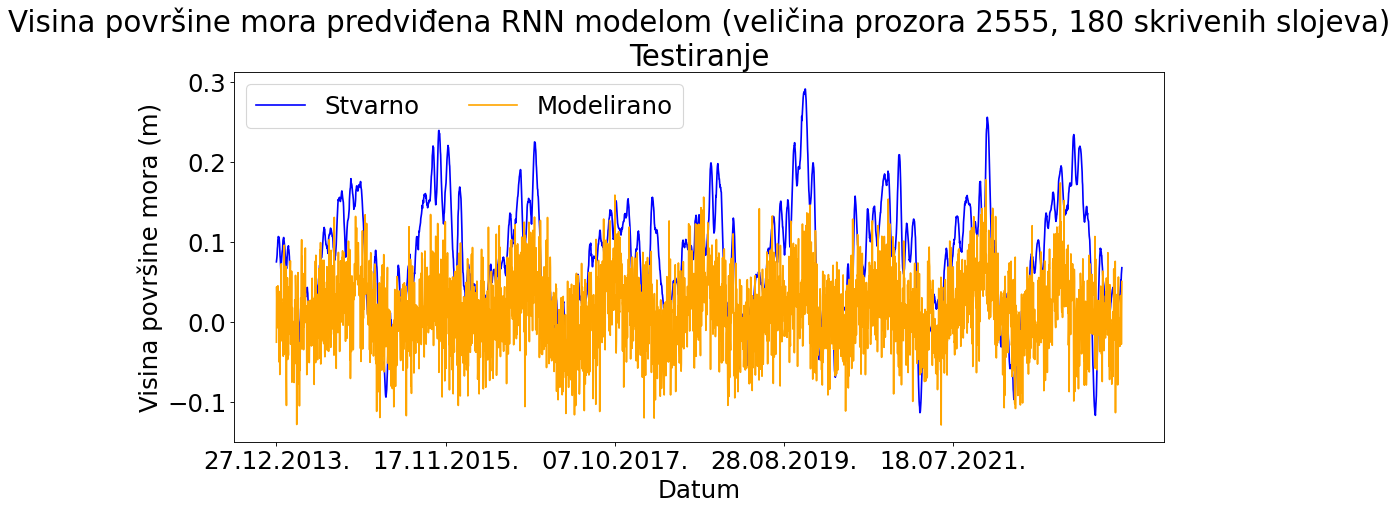 Visina površine mora predviđena RNN modelom (veličina prozora 2555, 180 skrivenih slojeva)
Testiranje
Stvarno Modelirano
Visina površine mora (m)
0.3
0.2
0.1
0.0
−0.1
27.12.2013. 17.11.2015. 07.10.2017. 28.08.2019. 18.07.2021.
Datum